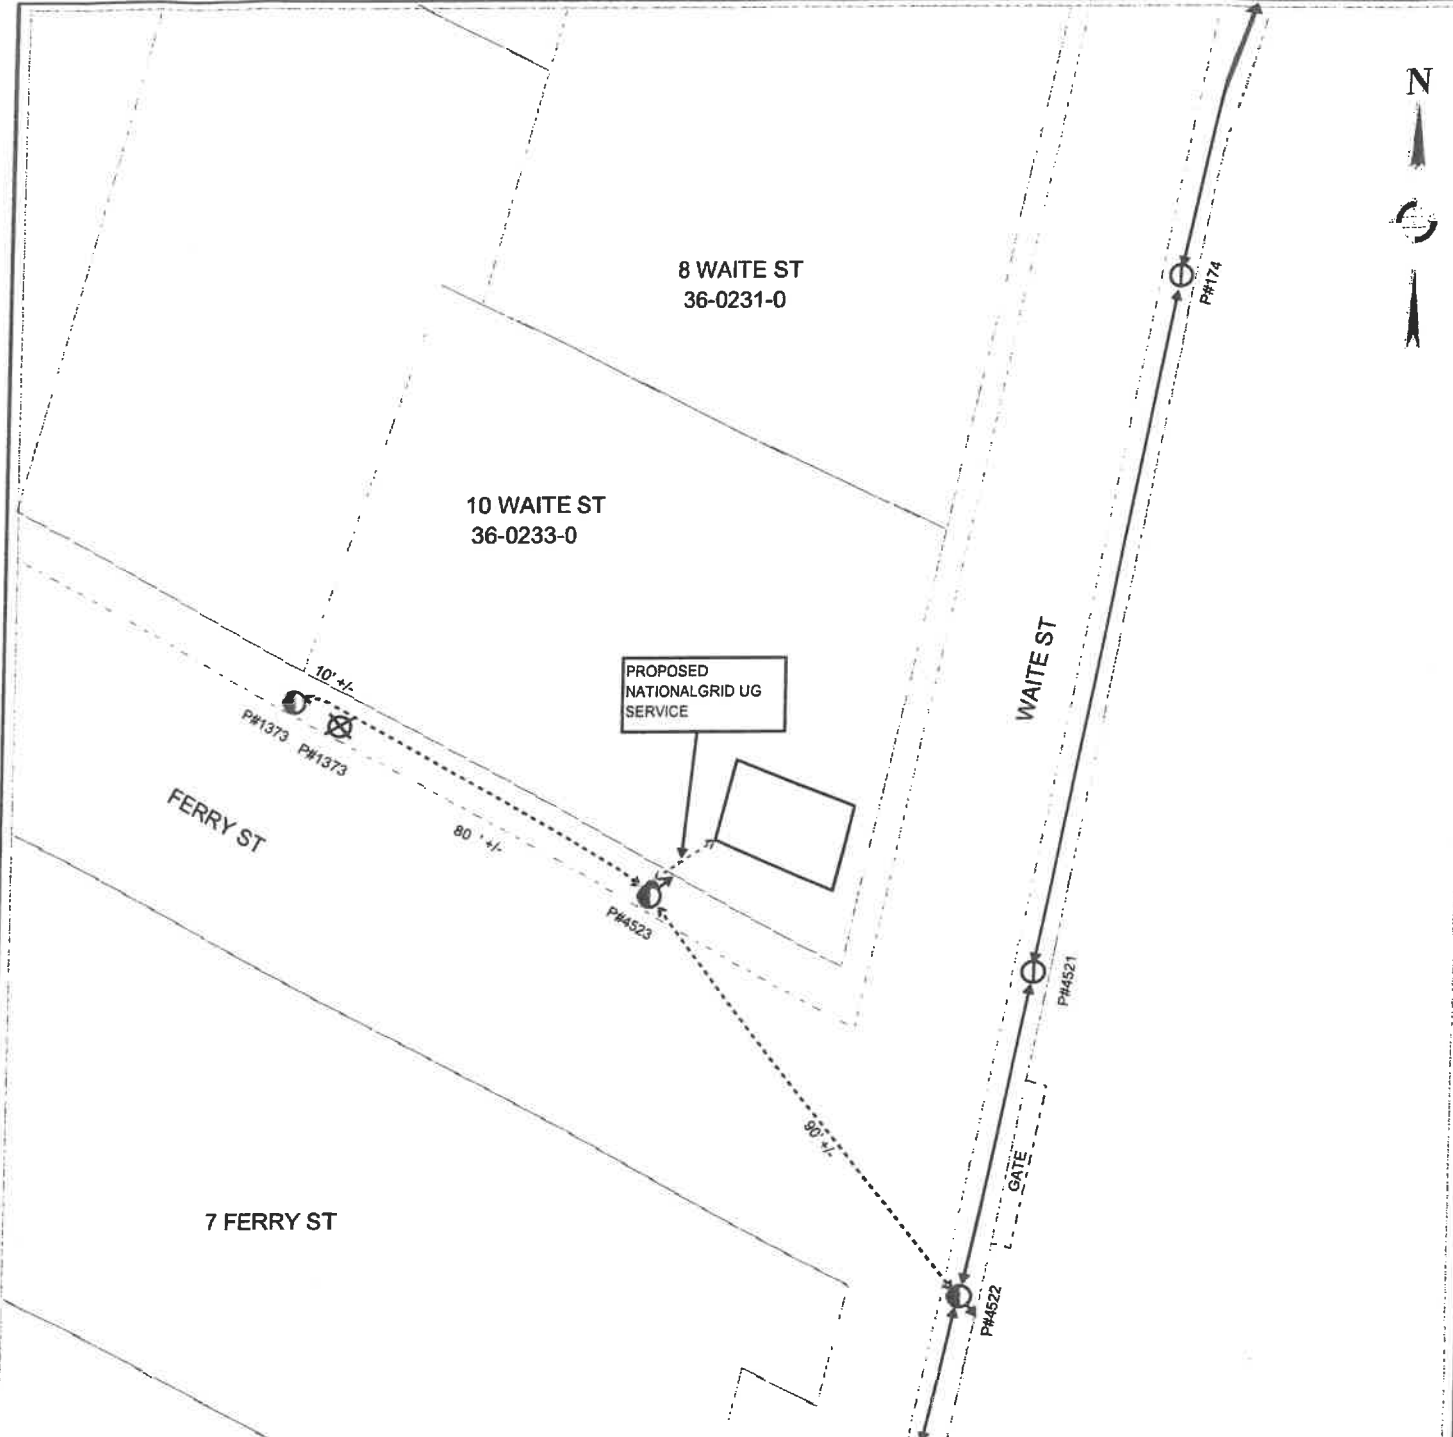 N
8 WAITE ST
36-0231-0
P#174
10 WAITE ST
36-0233-0
WAITE ST
PROPOSED
NATIONALGRID UG
SERVICE
10' +/-
P#1373
P#1373
FERRY ST
80 ' +/-
P#4523
P#4521
90' +/-
GATE
7 FERRY ST
P#4522